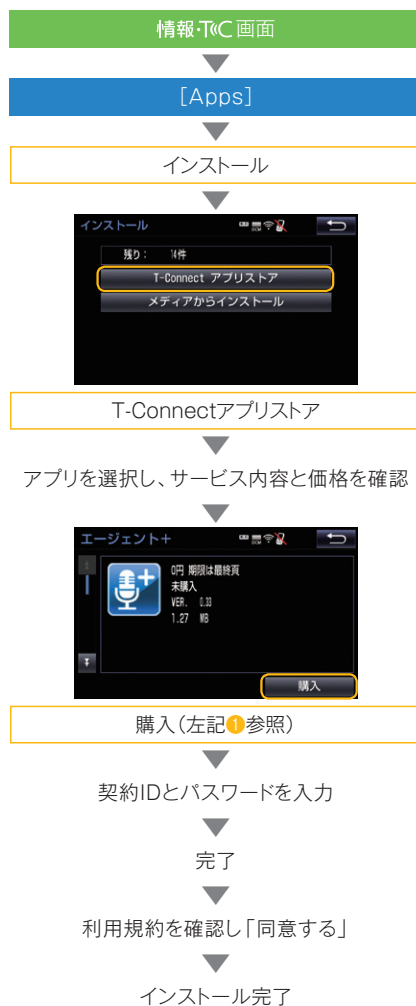 情報・T∞C画面
[Apps]
インストール
インストール
残り： 14件
T-Connect アプリストア
メディアからインストール
T-Connectアプリストア
アプリを選択し、サービス内容と価格を確認
エージェント+
0円 期限は最終頁
未購入
VER. 0.33
1.27 MB
購入
購入（左記❶参照）
契約IDとパスワードを入力
完了
利用規約を確認し「同意する」
インストール完了